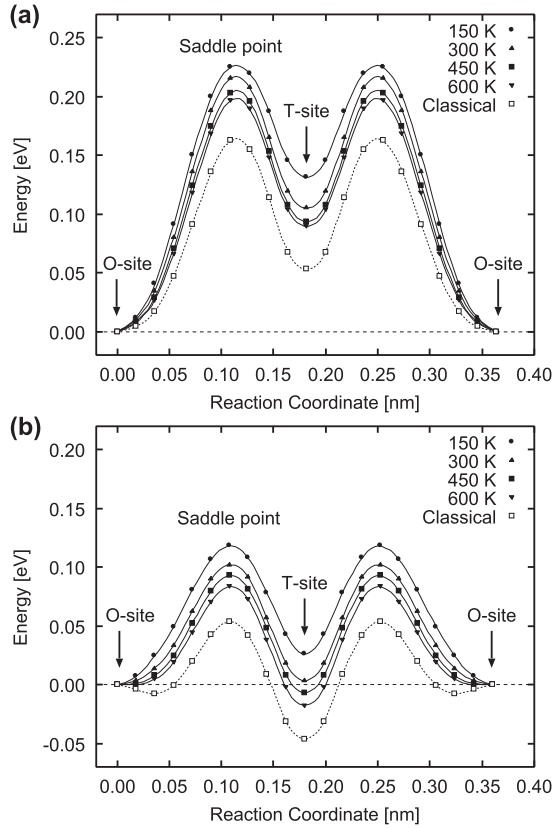 (a)
0.25
0.20
0.15
0.10
0.05
0.00
Energy [eV]
Saddle point
T-site
O-site
O-site
150 K
300 K
450 K
600 K
Classical
0.00 0.05 0.10 0.15 0.20 0.25 0.30 0.35 0.40
Reaction Coordinate [nm]
(b)
0.20
0.15
0.10
0.05
0.00
-0.05
Energy [eV]
Saddle point
T-site
O-site
O-site
150 K
300 K
450 K
600 K
Classical
0.00 0.05 0.10 0.15 0.20 0.25 0.30 0.35 0.40
Reaction Coordinate [nm]